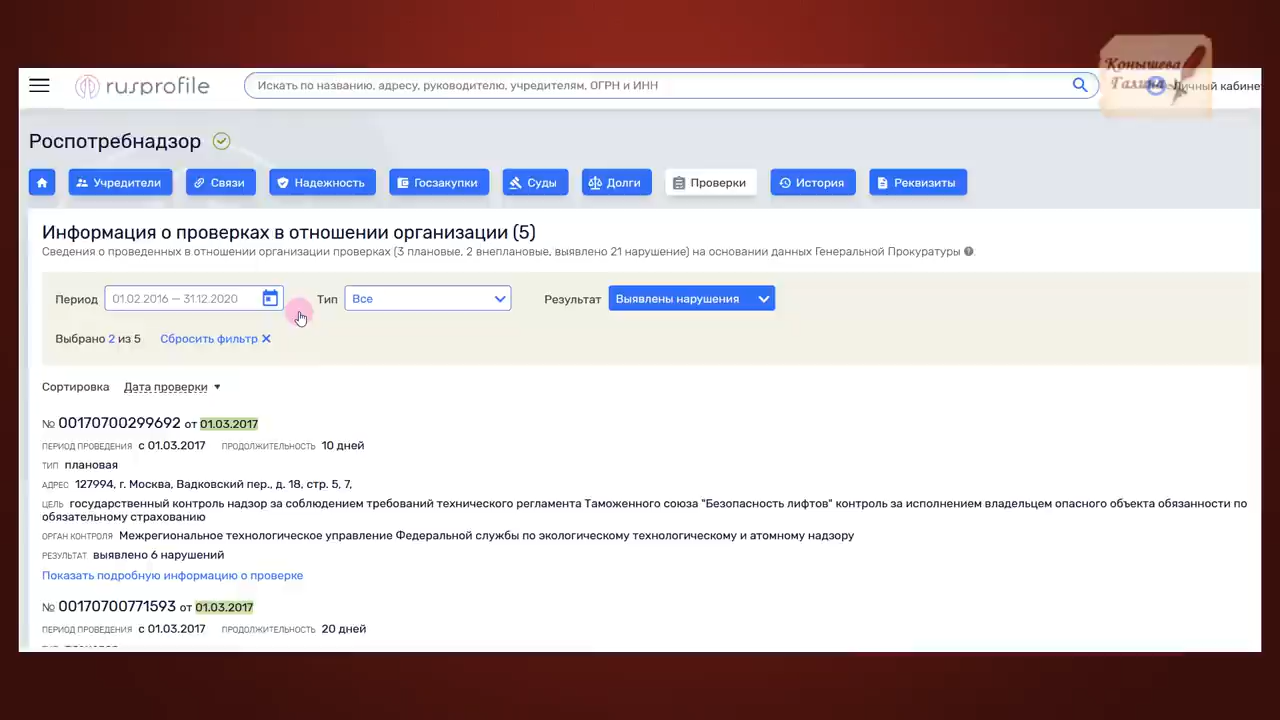 Конышева
Галина
rusprofile
Искать по названию, адресу, руководителю, учредителям, ОГРН и ИНН
Личный кабине
Роспотребнадзор
Учредители Связи Надежность Госзакупки Суды Долги Проверки История Реквизиты
Информация о проверках в отношении организации (5)
Сведения о проведенных в отношении организации проверках (3 плановые, 2 внеплановые, выявлено 21 нарушение) на основании данных Генеральной Прокуратуры
Период 01.02.2016 — 31.12.2020 Тип Все Результат Выявлены нарушения
Выбрано 2 из 5 Сбросить фильтр ×
Сортировка Дата проверки
№ 00170700299692 от 01.03.2017
ПЕРИОД ПРОВЕДЕНИЯ с 01.03.2017 ПРОДОЛЖИТЕЛЬНОСТЬ 10 дней
ТИП плановая
АДРЕС 127994, г. Москва, Вадковский пер., д. 18, стр. 5, 7,
ЦЕЛЬ государственный контроль надзор за соблюдением требований технического регламента Таможенного союза "Безопасность лифтов" контроль за исполнением владельцем опасного объекта обязанности по
обязательному страхованию
ОРГАН КОНТРОЛЯ Межрегиональное технологическое управление Федеральной службы по экологическому технологическому и атомному надзору
РЕЗУЛЬТАТ выявлено 6 нарушений
Показать подробную информацию о проверке
№ 00170700771593 от 01.03.2017
ПЕРИОД ПРОВЕДЕНИЯ с 01.03.2017 ПРОДОЛЖИТЕЛЬНОСТЬ 20 дней